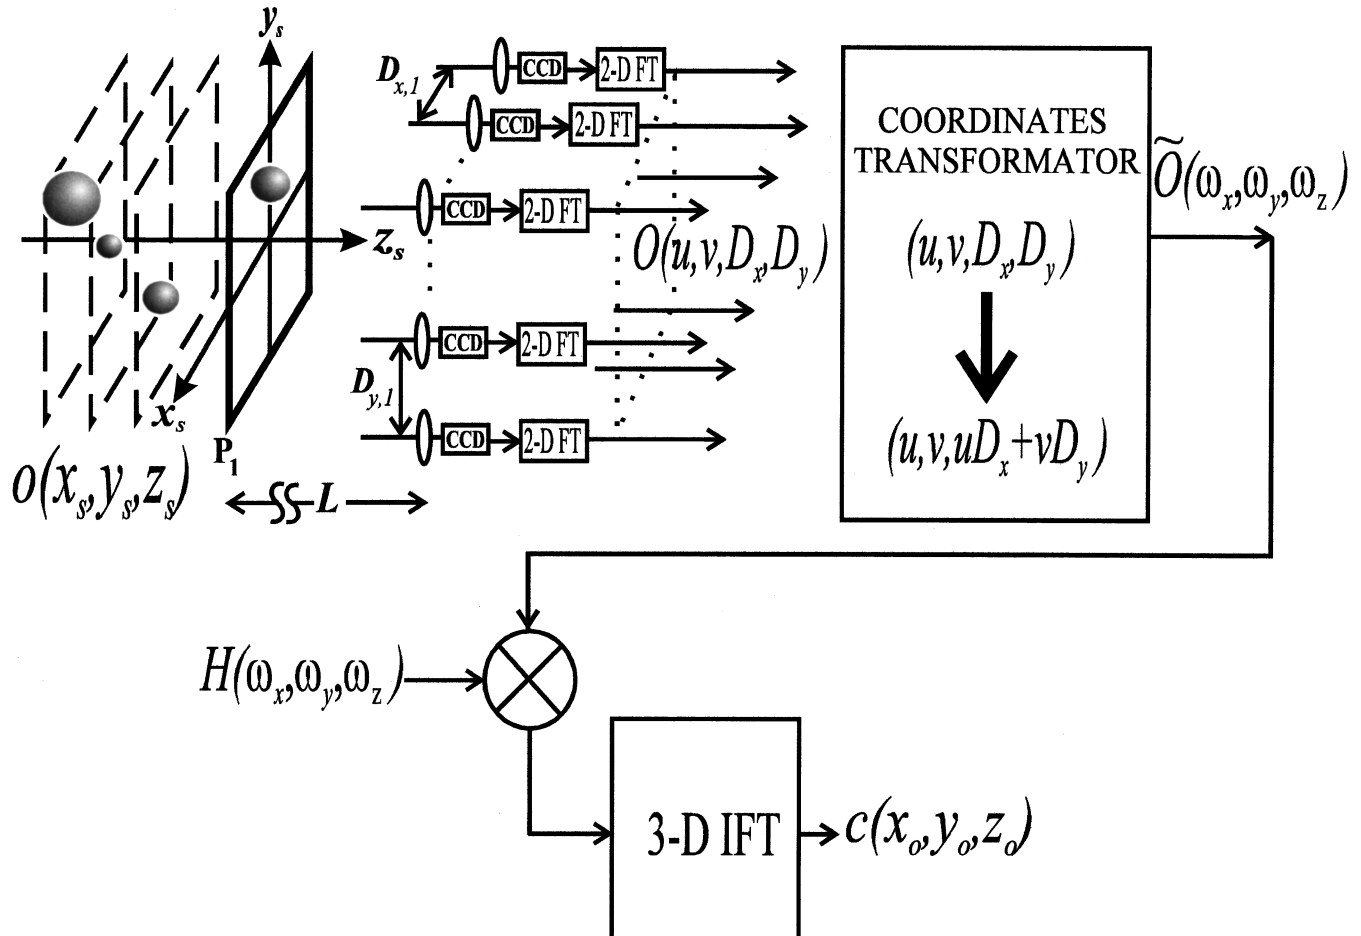 y_s
D_{x,1}
CCD
2-D FT
CCD
2-D FT
CCD
2-D FT
z_s
O(u,v,D_x,D_y)
CCD
2-D FT
D_{y,1}
CCD
2-D FT
x_s
P_1
o(x_s,y_s,z_s)
L
COORDINATES
TRANSFORMATOR
(u,v,D_x,D_y)
(u,v,uD_x+vD_y)
Õ(ω_x,ω_y,ω_z)
H(ω_x,ω_y,ω_z)
3-D IFT
c(x_o,y_o,z_o)